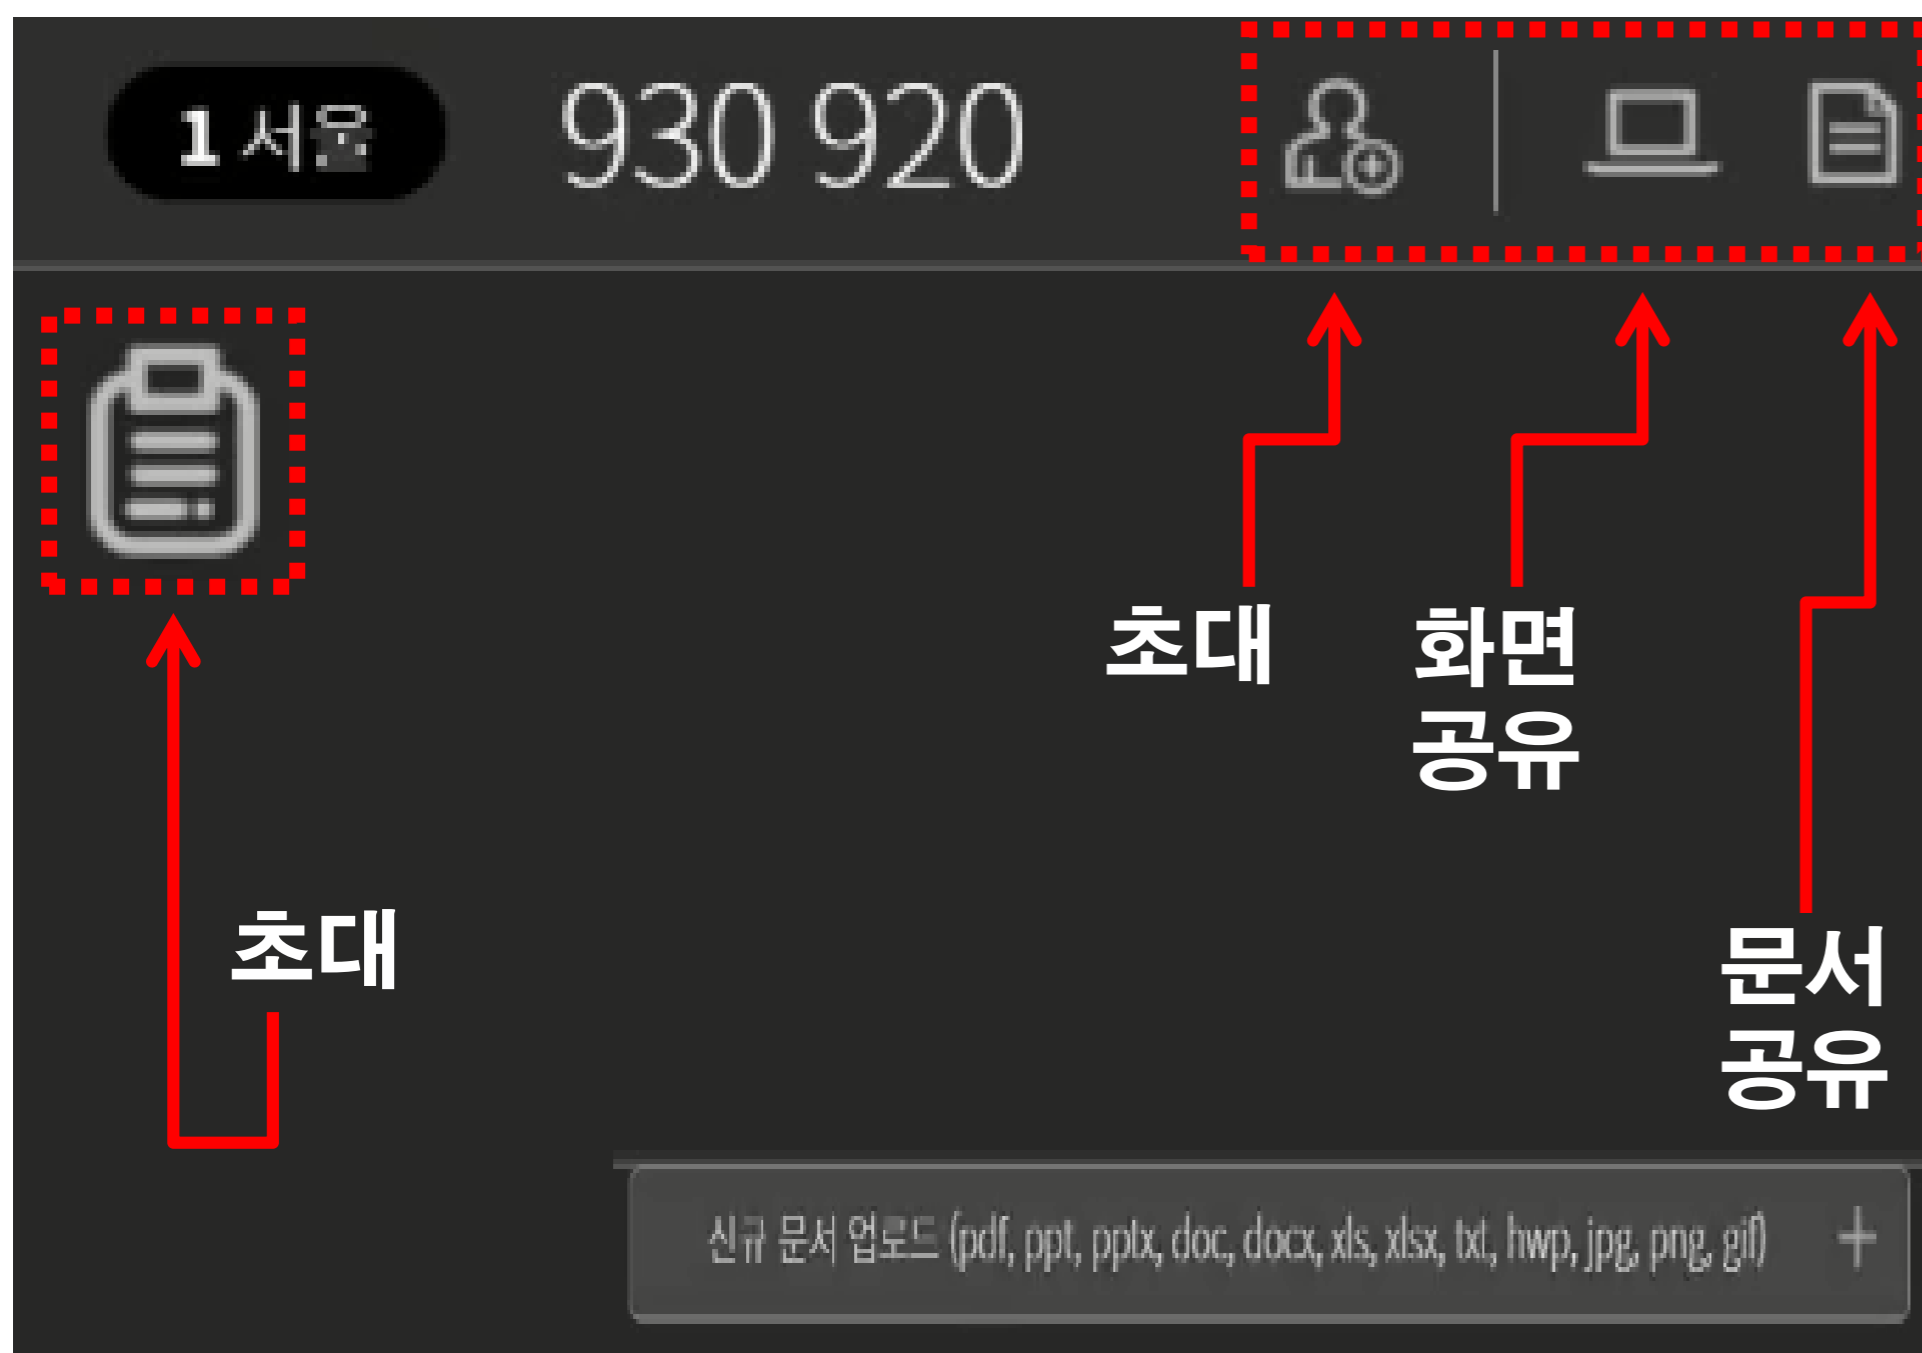 1 서울
930 920
초대
화면
공유
초대
문서
공유
신규 문서 업로드 (pdf, ppt, pptx, doc, docx, xls, xlsx, txt, hwp, jpg, png, gif) +